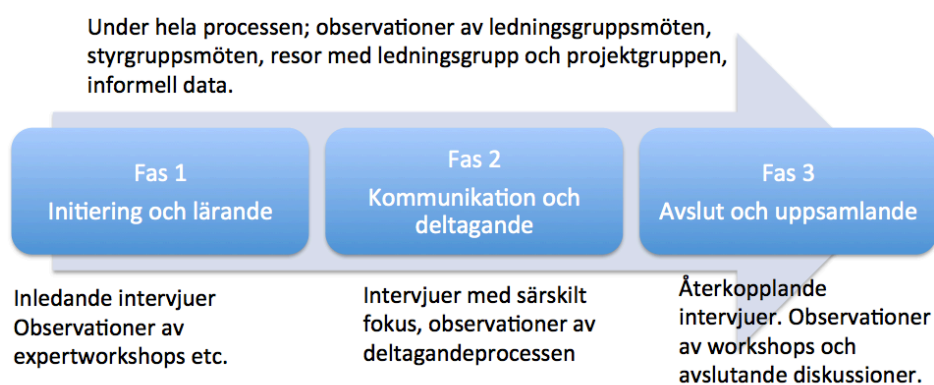 Under hela processen; observationer av ledningsgruppsmöten,
styrgruppsmöten, resor med ledningsgrupp och projektgruppen,
informell data.
Fas 1
Initiering och lärande
Fas 2
Kommunikation och
deltagande
Fas 3
Avslut och uppsamlande
Inledande intervjuer
Observationer av
expertworkshops etc.
Intervjuer med särskilt
fokus, observationer av
deltagandeprocessen
Återkopplande
intervjuer. Observationer
av workshops och
avslutande diskussioner.